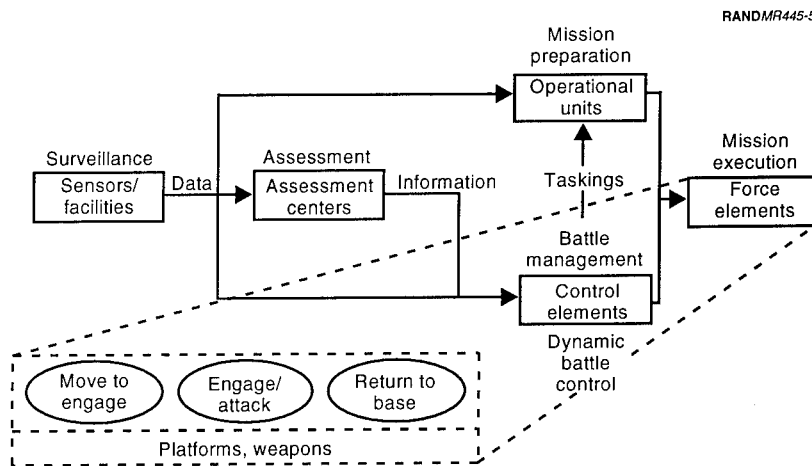 RANDMR445-5
Mission
preparation
Operational
units
Surveillance
Sensors/
facilities
Data
Assessment
Assessment
centers
Information
Taskings
Mission
execution
Force
elements
Battle
management
Control
elements
Dynamic
battle
control
Move to
engage
Engage/
attack
Return to
base
Platforms, weapons